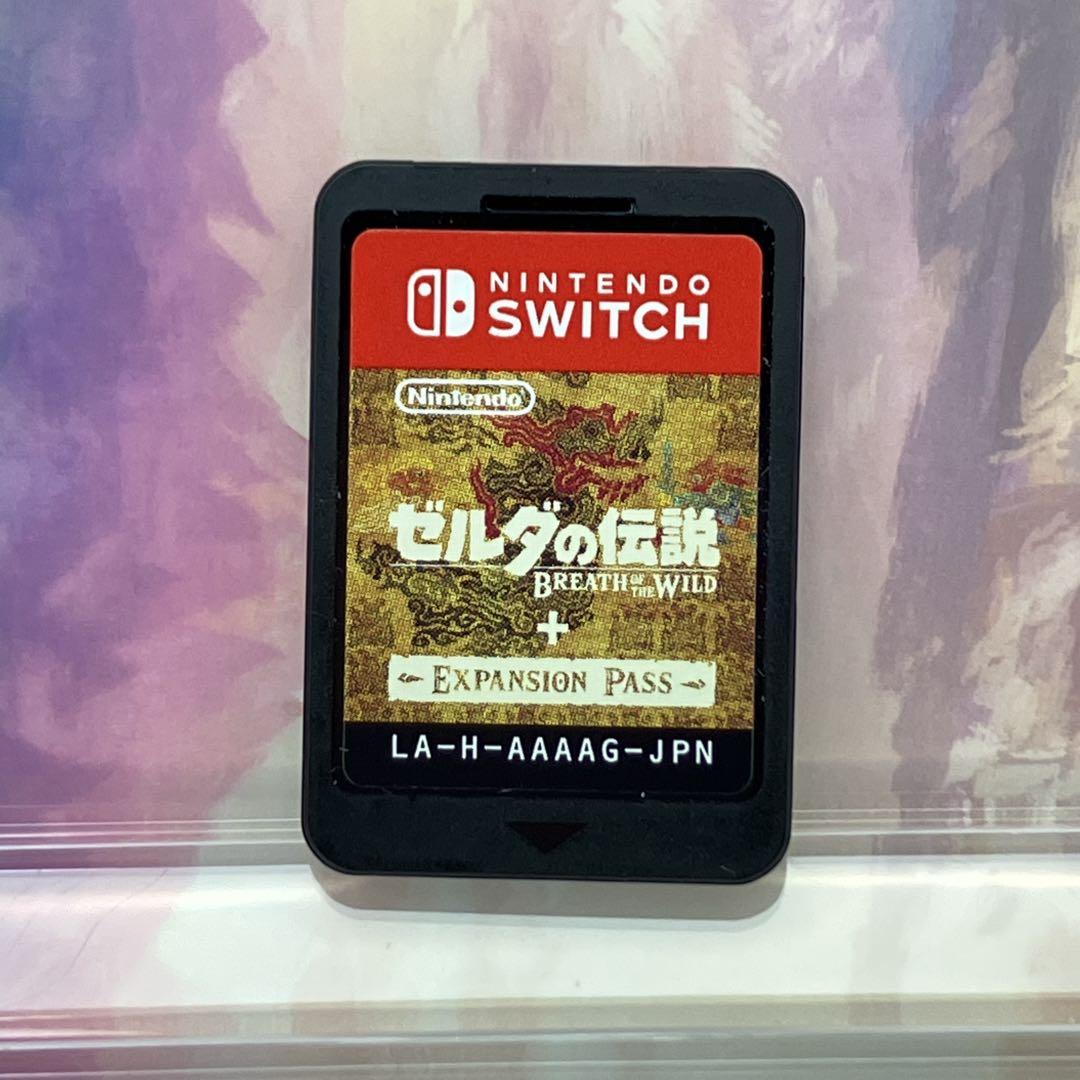 NINTENDO
SWITCH
Nintendo
ゼルダの伝説
BREATH OF THE WILD
+
EXPANSION PASS
LA-H-AAAAG-JPN